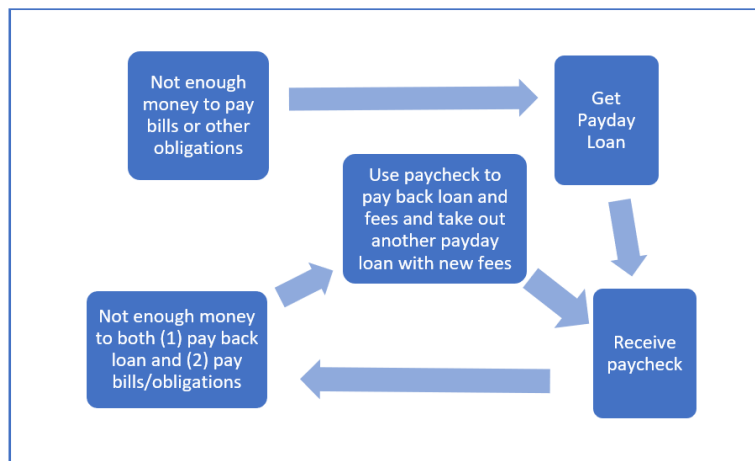 Not enough
money to pay
bills or other
obligations
Get
Payday
Loan
Use paycheck to
pay back loan and
fees and take out
another payday
loan with new fees
Not enough money
to both (1) pay back
loan and (2) pay
bills/obligations
Receive
paycheck